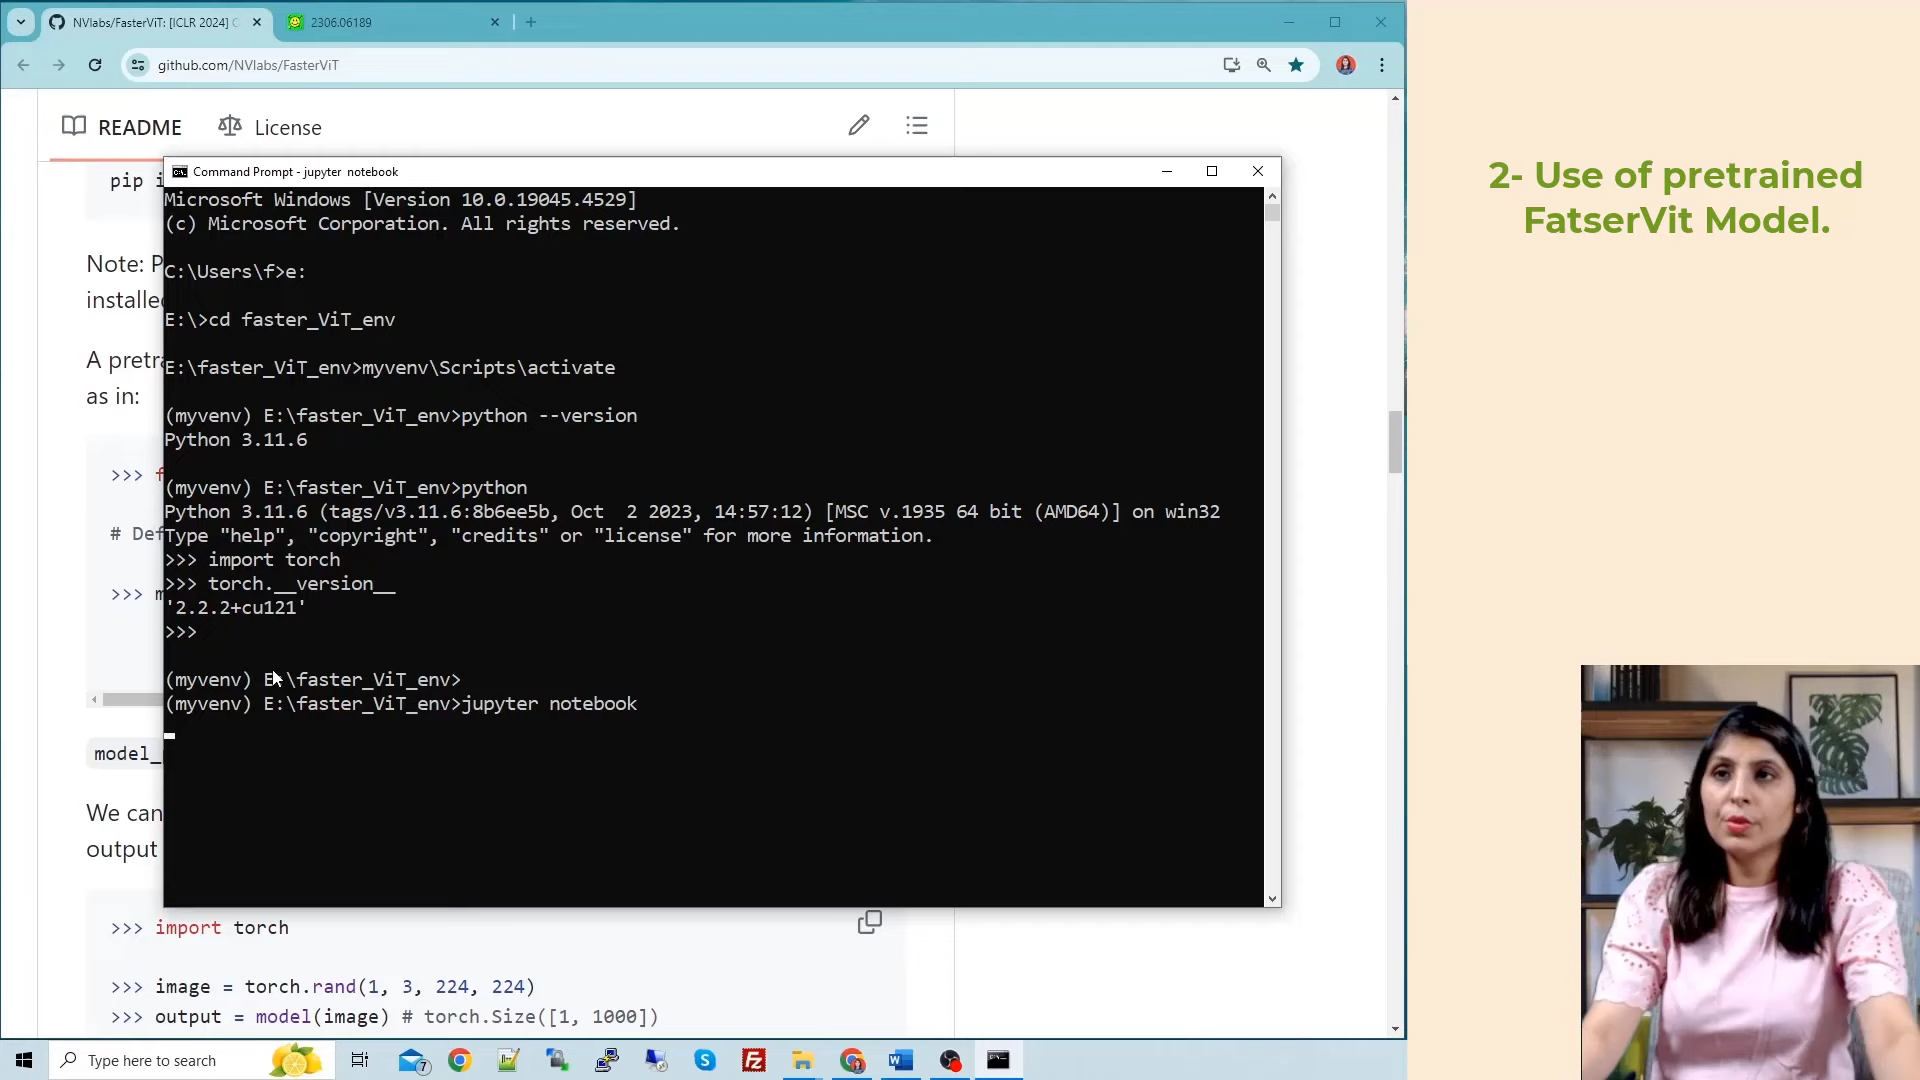 NVlabs/FasterViT: [ICLR 2024]
2306.06189
github.com/NVlabs/FasterViT
README
License
pip i
Note: P
installe
A pretra
as in:
>>> f
# Def
>>> m
model_
We can
output
Command Prompt - jupyter notebook
Microsoft Windows [Version 10.0.19045.4529]
(c) Microsoft Corporation. All rights reserved.
C:\Users\f>e:
E:\>cd faster_ViT_env
E:\faster_ViT_env>myvenv\Scripts\activate
(myvenv) E:\faster_ViT_env>python --version
Python 3.11.6
(myvenv) E:\faster_ViT_env>python
Python 3.11.6 (tags/v3.11.6:8b6ee5b, Oct  2 2023, 14:57:12) [MSC v.1935 64 bit (AMD64)] on win32
Type "help", "copyright", "credits" or "license" for more information.
>>> import torch
>>> torch.__version__
'2.2.2+cu121'
>>>
(myvenv) E:\faster_ViT_env>
(myvenv) E:\faster_ViT_env>jupyter notebook
>>> import torch
>>> image = torch.rand(1, 3, 224, 224)
>>> output = model(image) # torch.Size([1, 1000])
Type here to search
7
2- Use of pretrained
FatserVit Model.